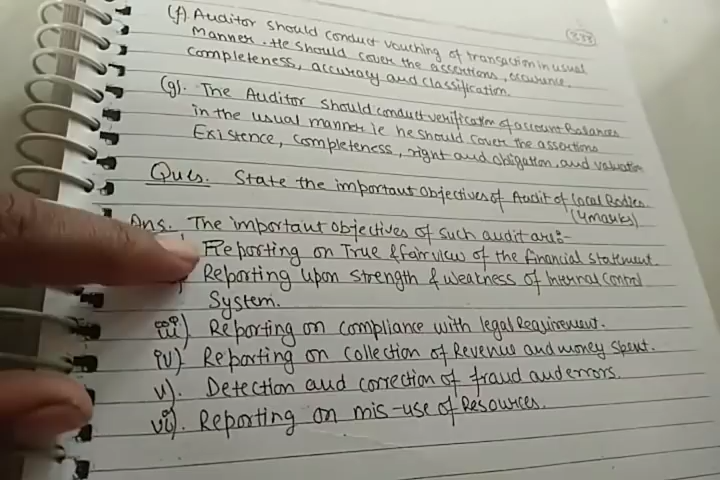 (f). Auditor should conduct vouching of transaction in usual
manner. He should cover the assertions, occurance,
completeness, accuracy and classification.
(g). The Auditor should conduct verification of account Balances
in the usual manner ie he should cover the assertions
Existence, completeness, right and obligation, and valuation
Ques. State the important objectives of Audit of Local Bodies.
(4marks)
Ans. The important objectives of such audit are:-
Reporting on True & fair view of the financial statement.
Reporting upon strength & weakness of Internal Control
System.
iii) Reporting on compliance with legal Requirement.
iv) Reporting on collection of Revenue and money spent.
v). Detection and correction of fraud and errors.
vi). Reporting on mis-use of Resources.